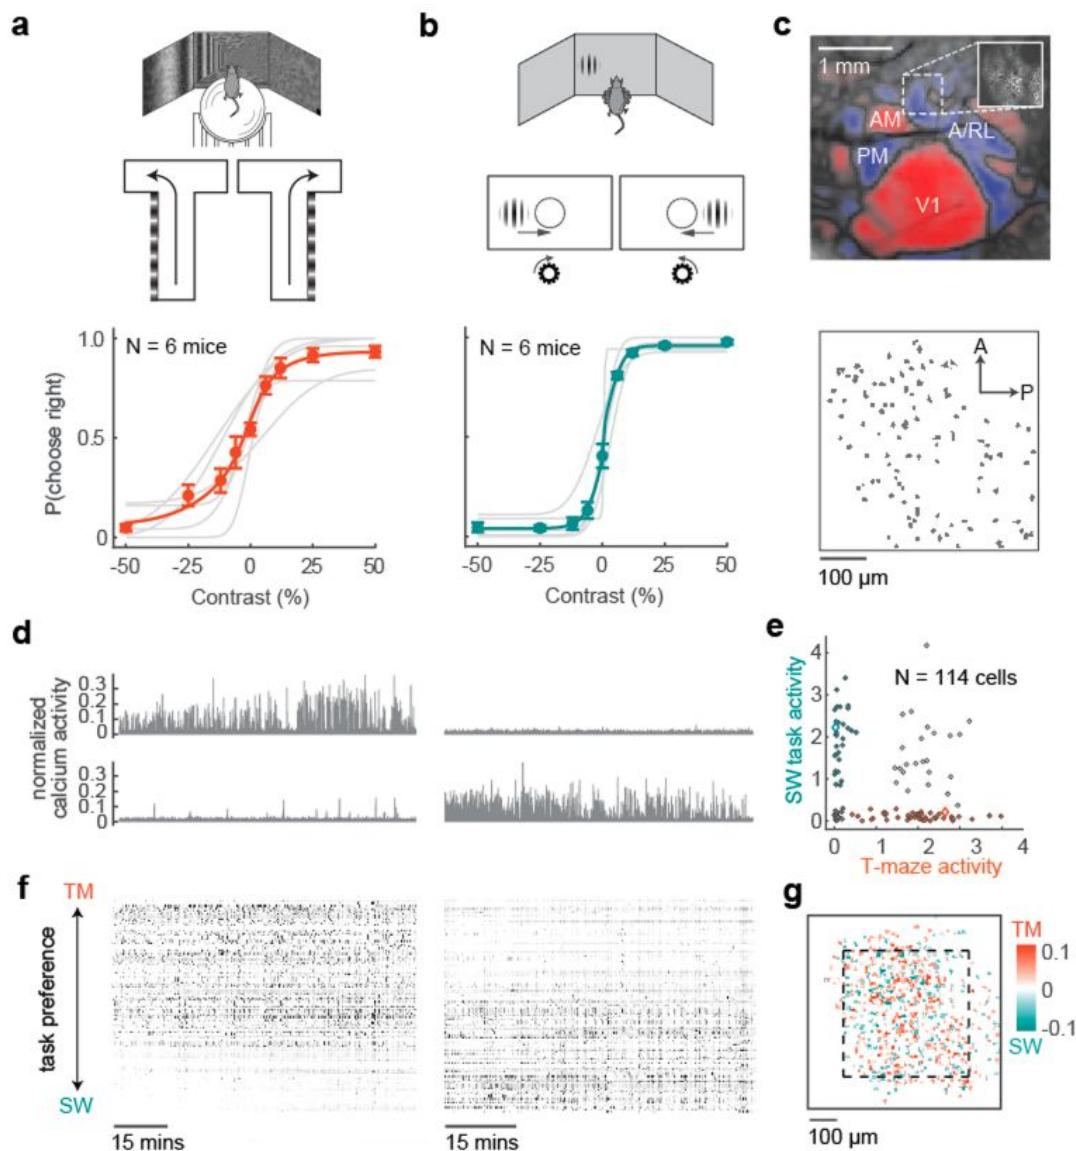 a
b
c
1 mm
AM
A/RL
PM
V1
N = 6 mice
P(choose right)
1.0
0.5
0
-50
-25
0
25
50
Contrast (%)
N = 6 mice
-50
-25
0
25
50
Contrast (%)
A
P
100 µm
d
normalized
calcium activity
0.3
0.1
0
0.3
0.1
0
e
SW task activity
4
3
2
1
0
N = 114 cells
0
1
2
3
4
T-maze activity
f
TM
task preference
SW
15 mins
15 mins
g
TM
0.1
0
-0.1
SW
100 µm